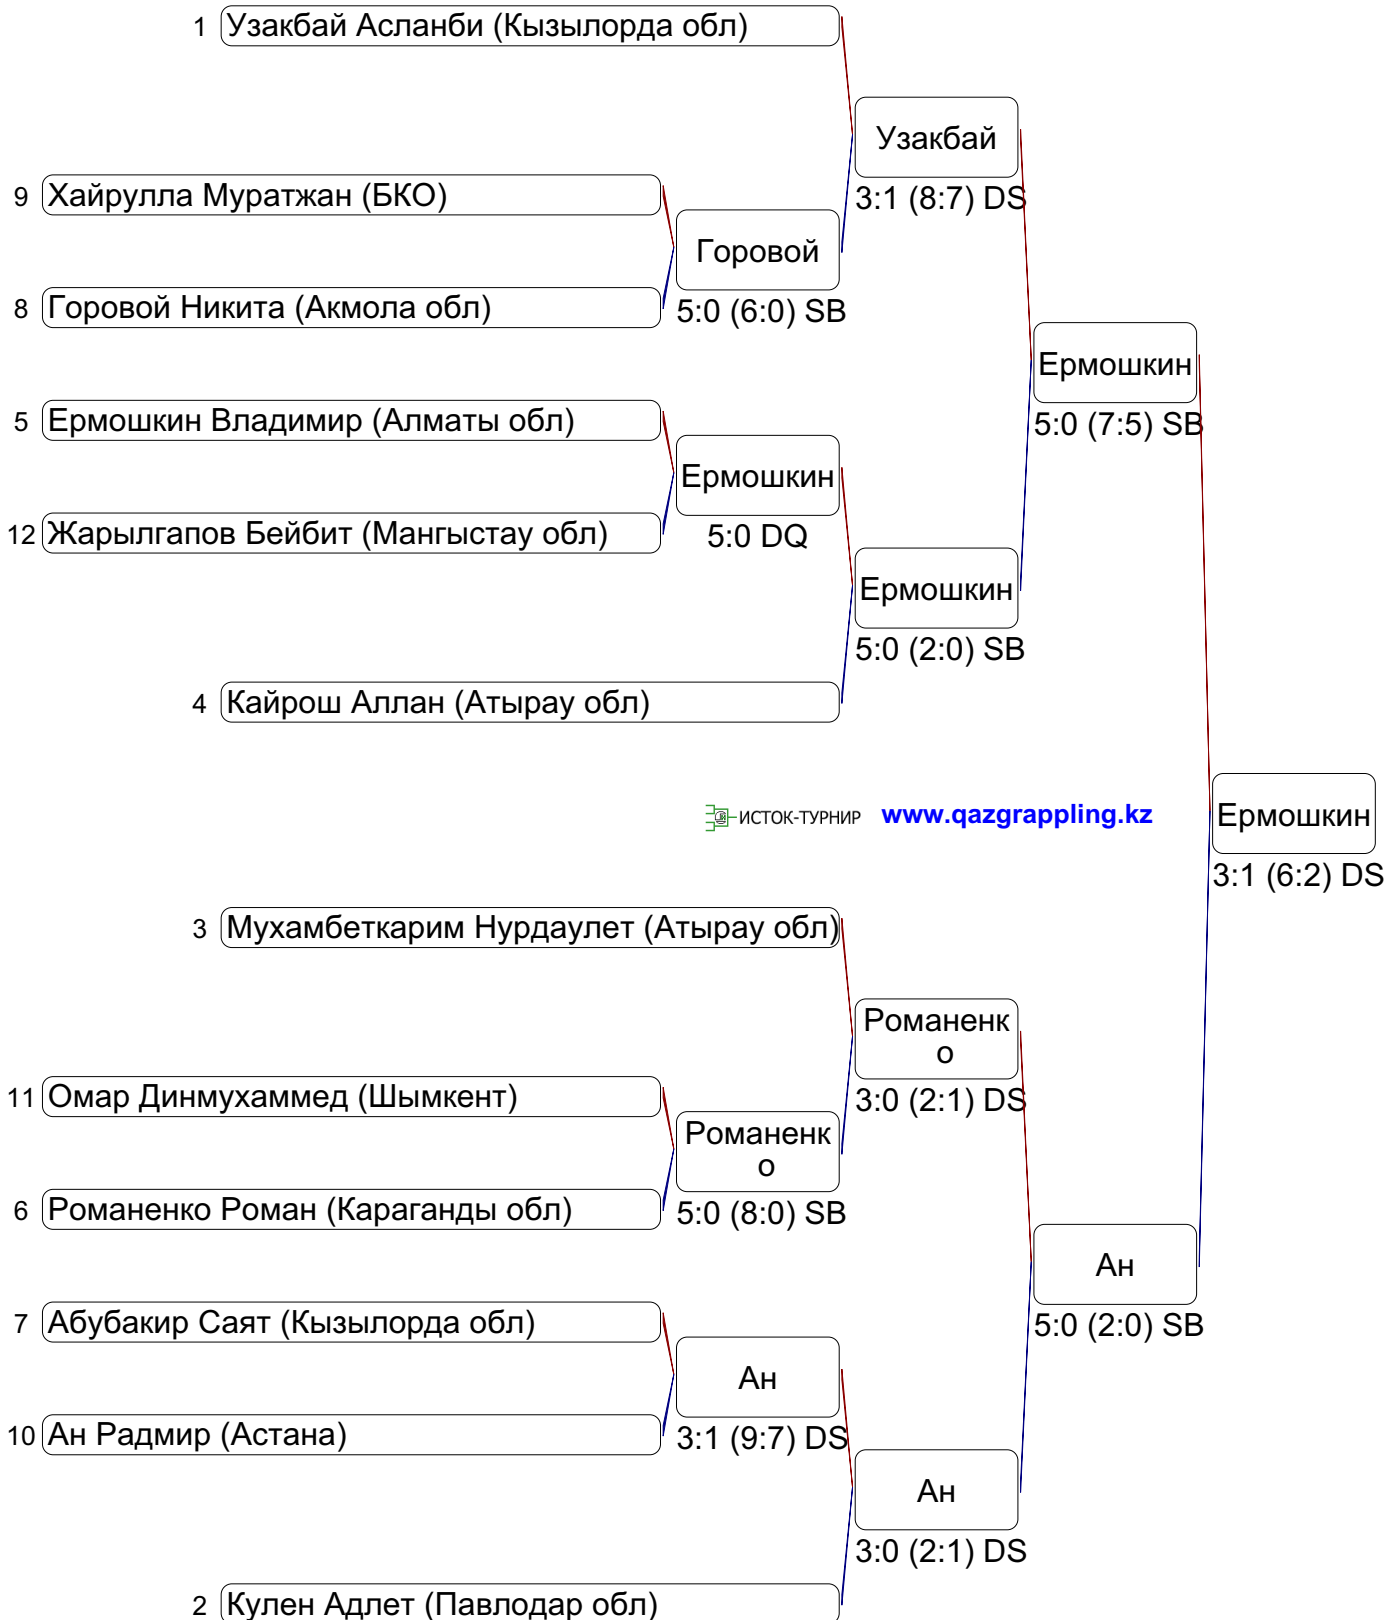 1 Узакбай Асланби (Кызылорда обл)
Узакбай
3:1 (8:7) DS
9 Хайрулла Муратжан (БКО)
Горовой
5:0 (6:0) SB
8 Горовой Никита (Акмола обл)
Ермошкин
5:0 (7:5) SB
5 Ермошкин Владимир (Алматы обл)
Ермошкин
5:0 DQ
12 Жарылгапов Бейбит (Мангыстау обл)
Ермошкин
5:0 (2:0) SB
4 Кайрош Аллан (Атырау обл)
ИСТОК-ТУРНИР www.qazgrappling.kz
Ермошкин
3:1 (6:2) DS
3 Мухамбеткарим Нурдаулет (Атырау обл)
Романенк
о
3:0 (2:1) DS
11 Омар Динмухаммед (Шымкент)
Романенк
о
5:0 (8:0) SB
6 Романенко Роман (Караганды обл)
Ан
5:0 (2:0) SB
7 Абубакир Саят (Кызылорда обл)
Ан
3:1 (9:7) DS
10 Ан Радмир (Астана)
Ан
3:0 (2:1) DS
2 Кулен Адлет (Павлодар обл)